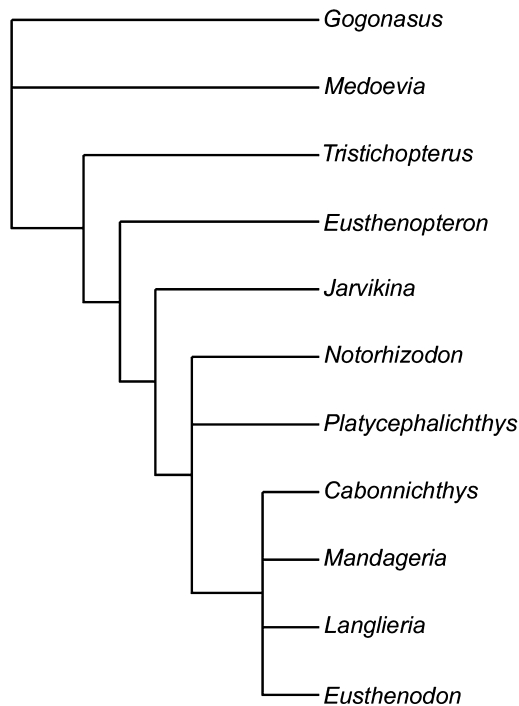 Gogonasus
Medoevia
Tristichopterus
Eusthenopteron
Jarvikina
Notorhizodon
Platycephalichthys
Cabonnichthys
Mandageria
Langlieria
Eusthenodon